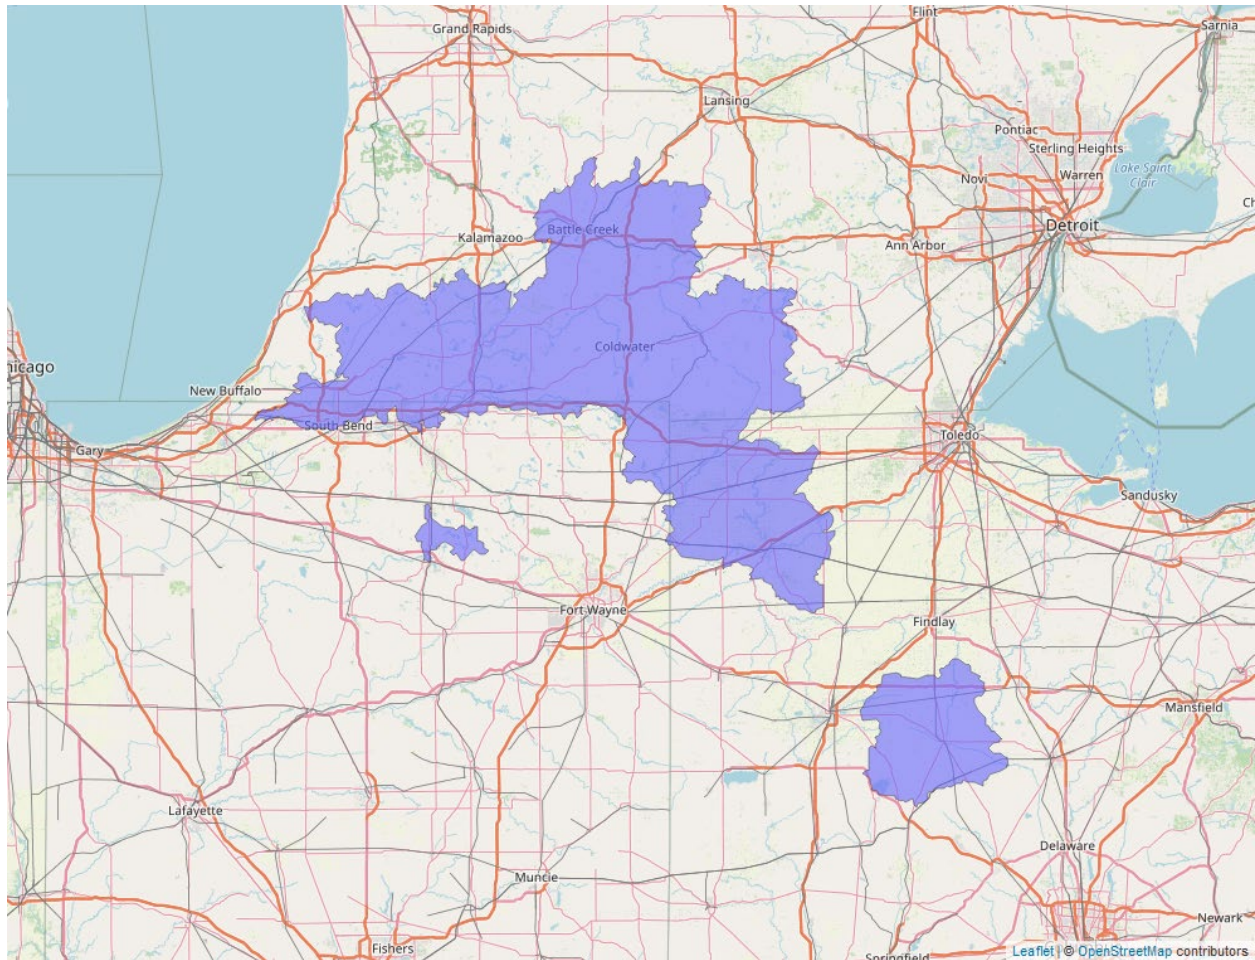 Flint
Sarnia
Grand Rapids
Lansing
Pontiac
Sterling Heights
Lake Saint
Clair
Novi
Warren
Ch
Detroit
Battle Creek
Kalamazoo
Ann Arbor
Coldwater
hicago
New Buffalo
South Bend
Toledo
Gary
Sandusky
Fort Wayne
Findlay
Mansfield
Lafayette
Delaware
Muncie
Newark
Fishers
Springfield
Leaflet | © OpenStreetMap contributors